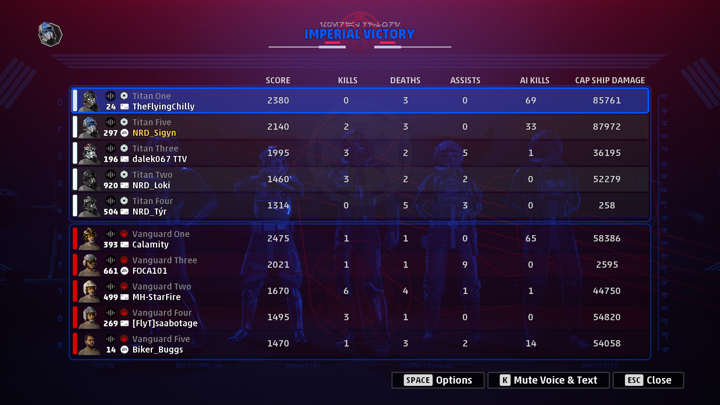 IMPERIAL VICTORY
SCORE KILLS DEATHS ASSISTS AI KILLS CAP SHIP DAMAGE
Titan One
24 TheFlyingChilly 2380 0 3 0 69 85761
Titan Five
297 NRD_Sigyn 2140 2 3 0 33 87972
Titan Three
196 dalek067 TTV 1995 3 2 5 1 36195
Titan Two
920 NRD_Loki 1460 3 2 2 0 52279
Titan Four
504 NRD_Týr 1314 0 5 3 0 258
Vanguard One
393 Calamity 2475 1 1 0 65 58386
Vanguard Three
661 FOCA101 2021 1 1 9 0 2595
Vanguard Two
499 MH-StarFire 1670 6 4 1 1 44750
Vanguard Four
269 [FlyT]saabotage 1495 3 1 0 0 54820
Vanguard Five
14 Biker_Buggs 1470 1 3 2 14 54058
SPACE Options K Mute Voice & Text ESC Close